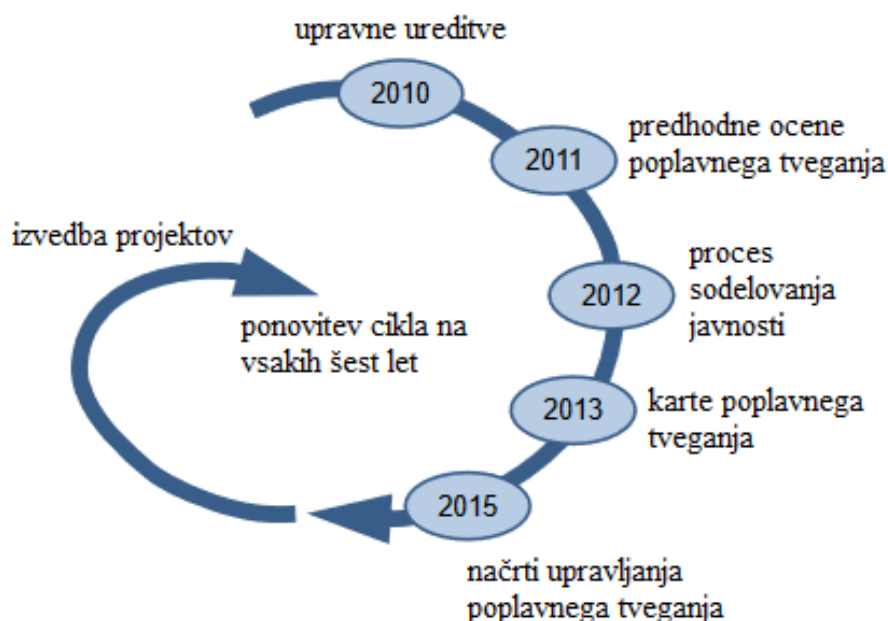 upravne ureditve
2010
2011
predhodne ocene
poplavnega tveganja
2012
proces
sodelovanja
javnosti
2013
karte poplavnega
tveganja
2015
načrti upravljanja
poplavnega tveganja
izvedba projektov
ponovitev cikla na
vsakih šest let